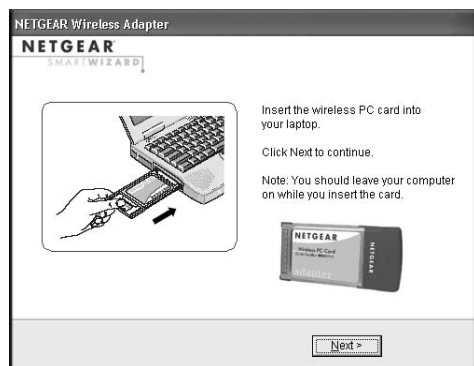 NETGEAR Wireless Adapter
NETGEAR
SMARTWIZARD
Insert the wireless PC card into
your laptop.
Click Next to continue.
Note: You should leave your computer
on while you insert the card.
NETGEAR
Wireless PC Card
NETGEAR
adapter
Next >